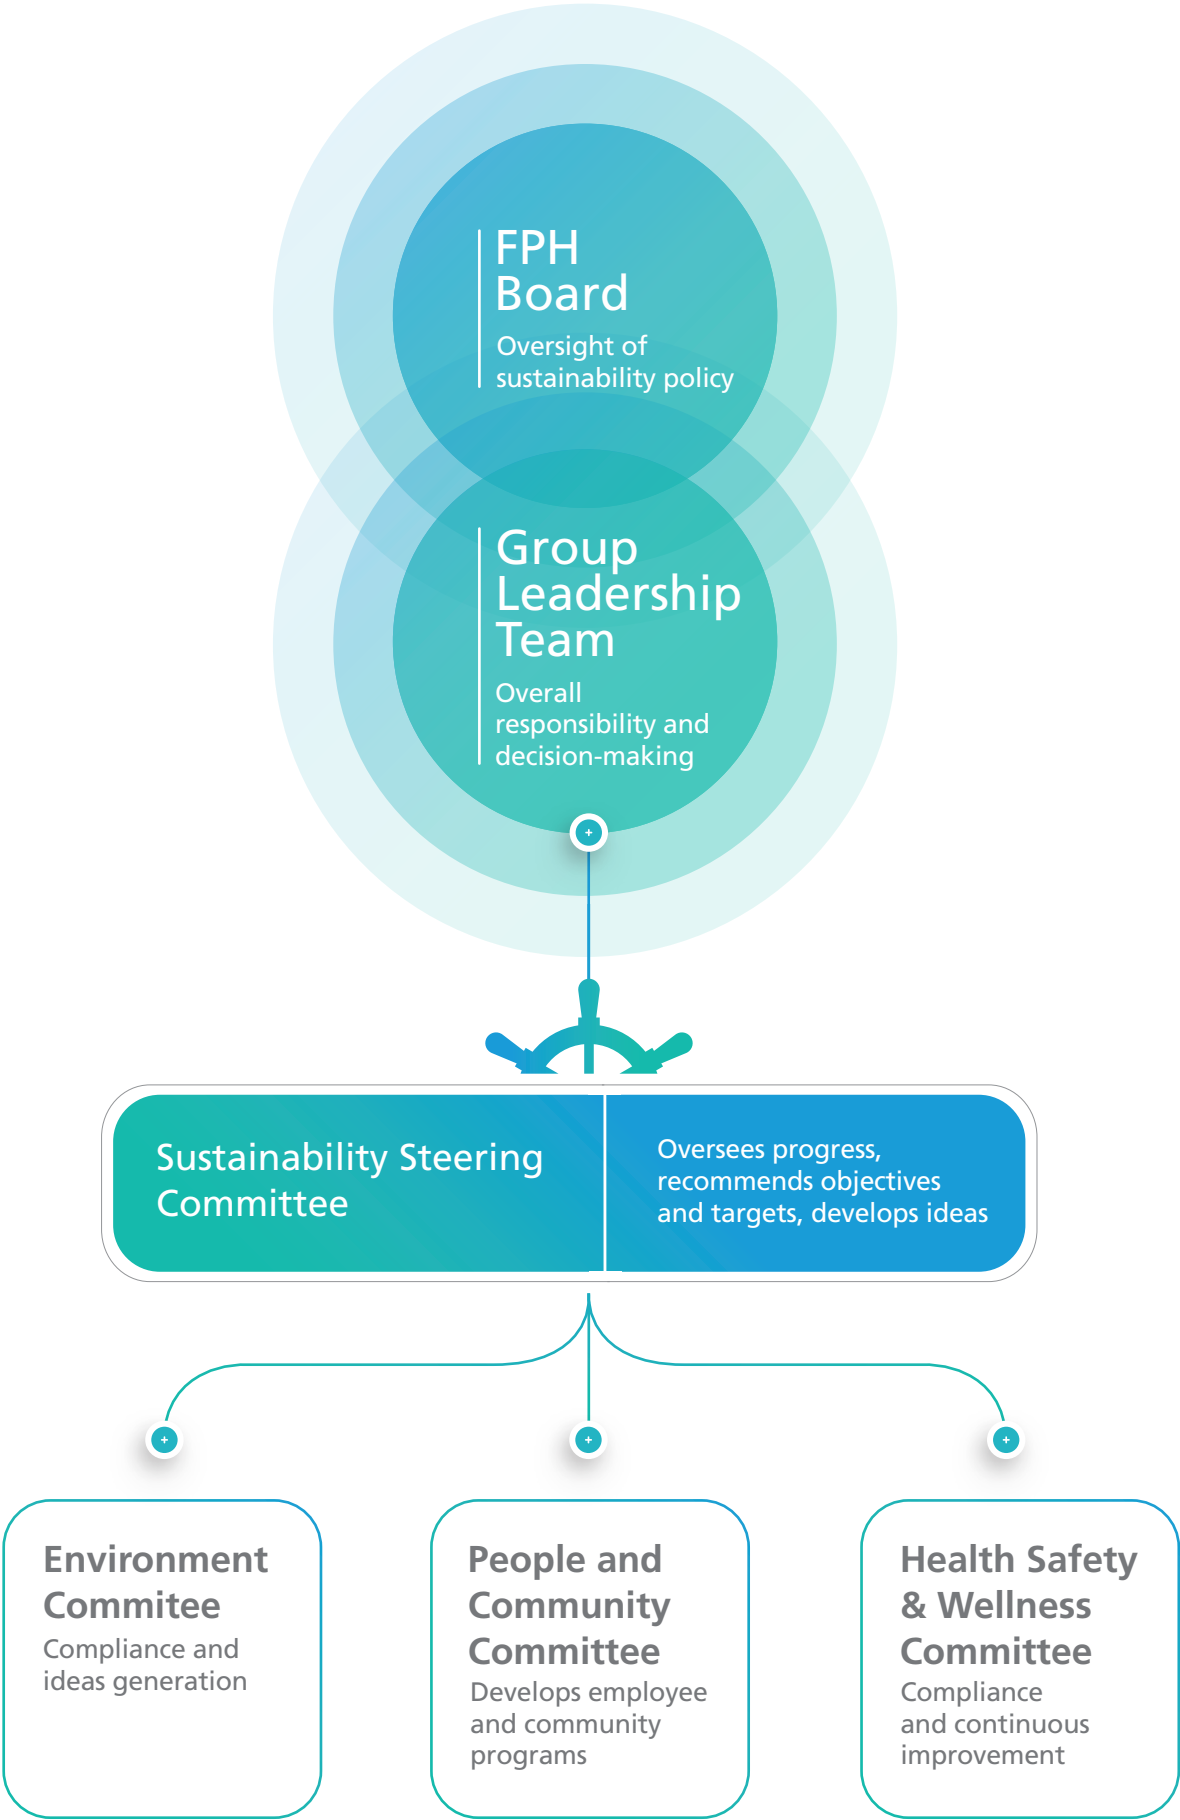 FPH
Board
Oversight of
sustainability policy
Group
Leadership
Team
Overall
responsibility and
decision-making
Sustainability Steering
Committee
Oversees progress,
recommends objectives
and targets, develops ideas
Environment
Commitee
Compliance and
ideas generation
People and
Community
Committee
Develops employee
and community
programs
Health Safety
& Wellness
Committee
Compliance
and continuous
improvement